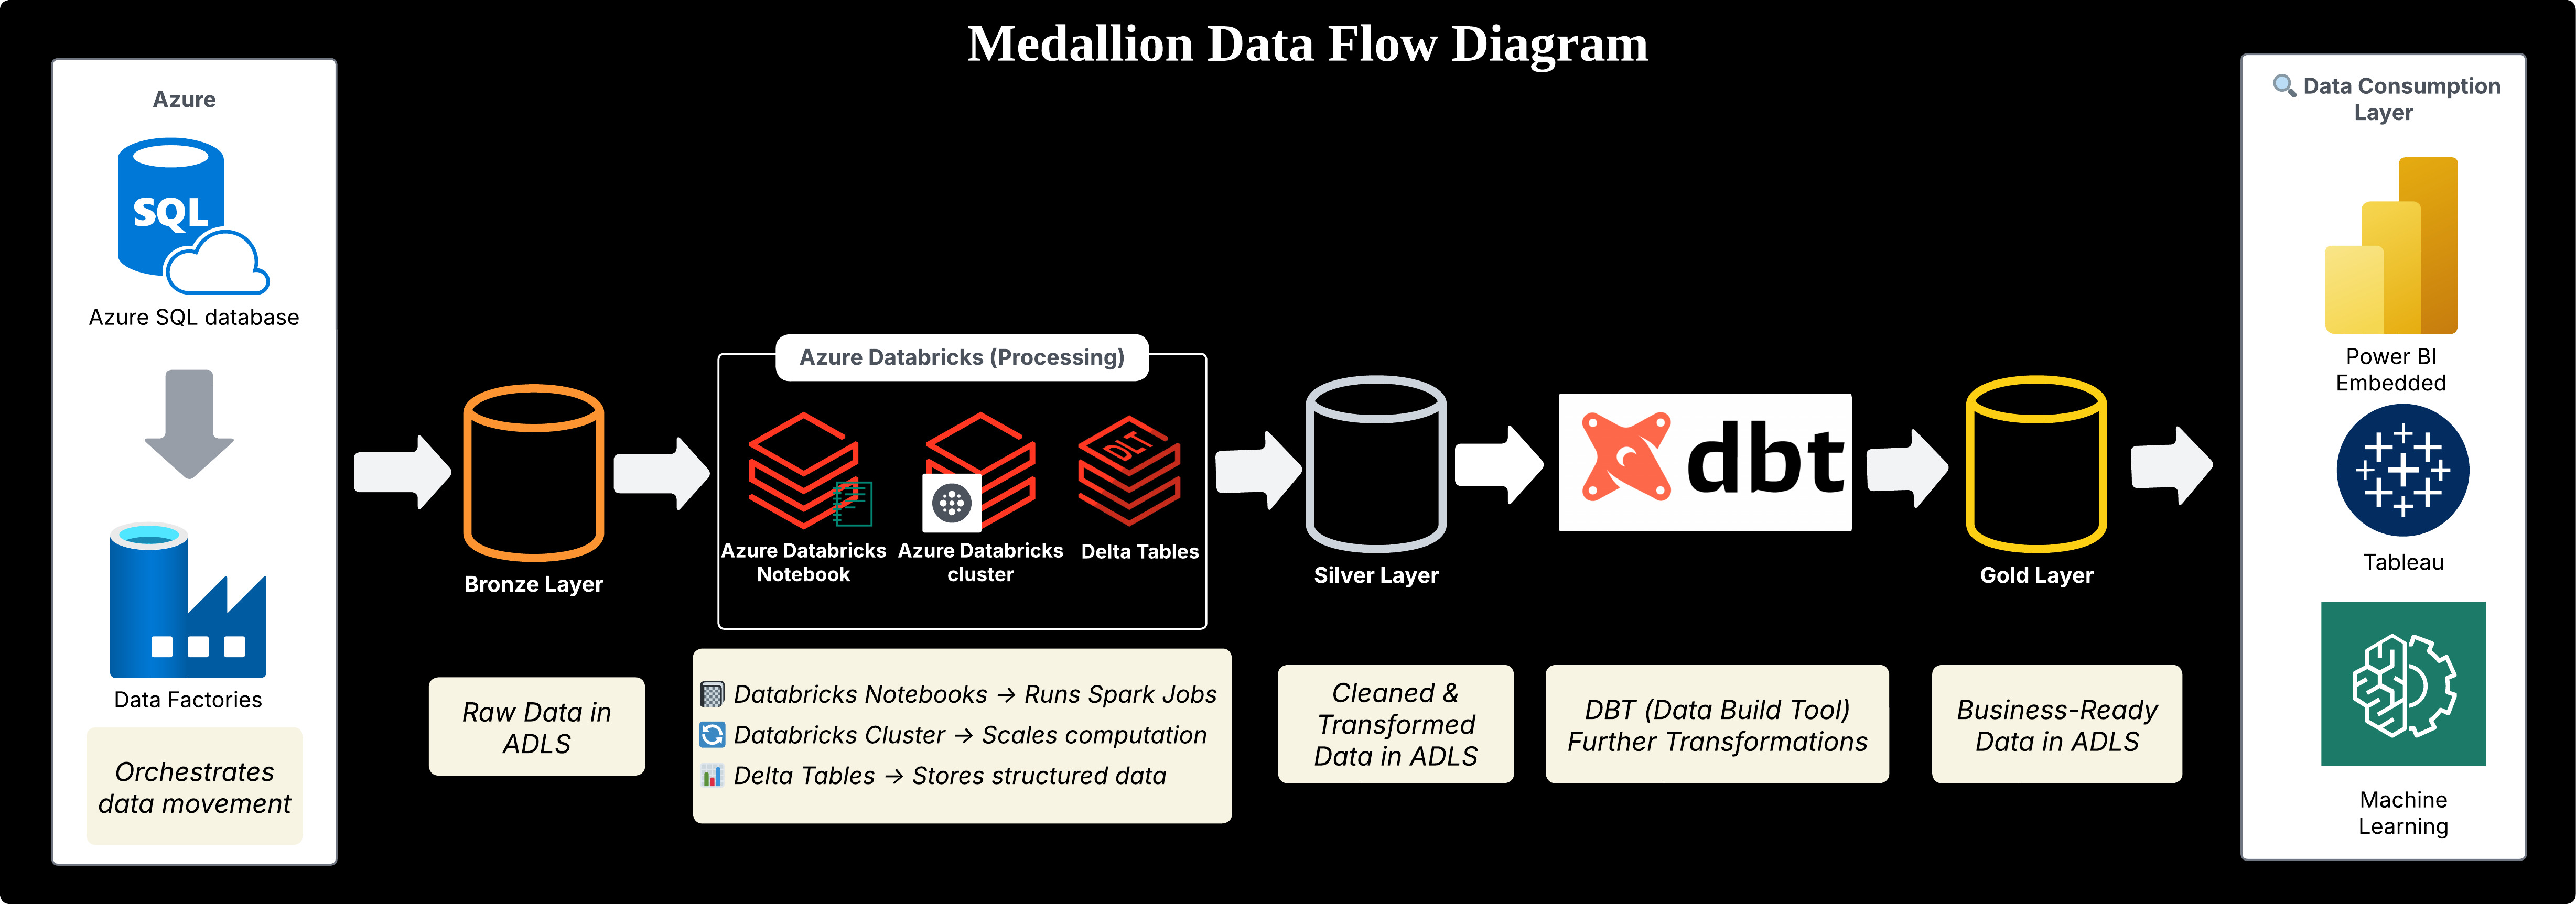 Medallion Data Flow Diagram
Azure
SQL
Azure SQL database
Data Factories
Orchestrates
data movement
Bronze Layer
Raw Data in
ADLS
Azure Databricks (Processing)
Azure Databricks
Notebook
Azure Databricks
cluster
DLT
Delta Tables
Databricks Notebooks → Runs Spark Jobs
Databricks Cluster → Scales computation
Delta Tables → Stores structured data
Silver Layer
Cleaned &
Transformed
Data in ADLS
dbt
DBT (Data Build Tool)
Further Transformations
Gold Layer
Business-Ready
Data in ADLS
Data Consumption
Layer
Power BI
Embedded
Tableau
Machine
Learning